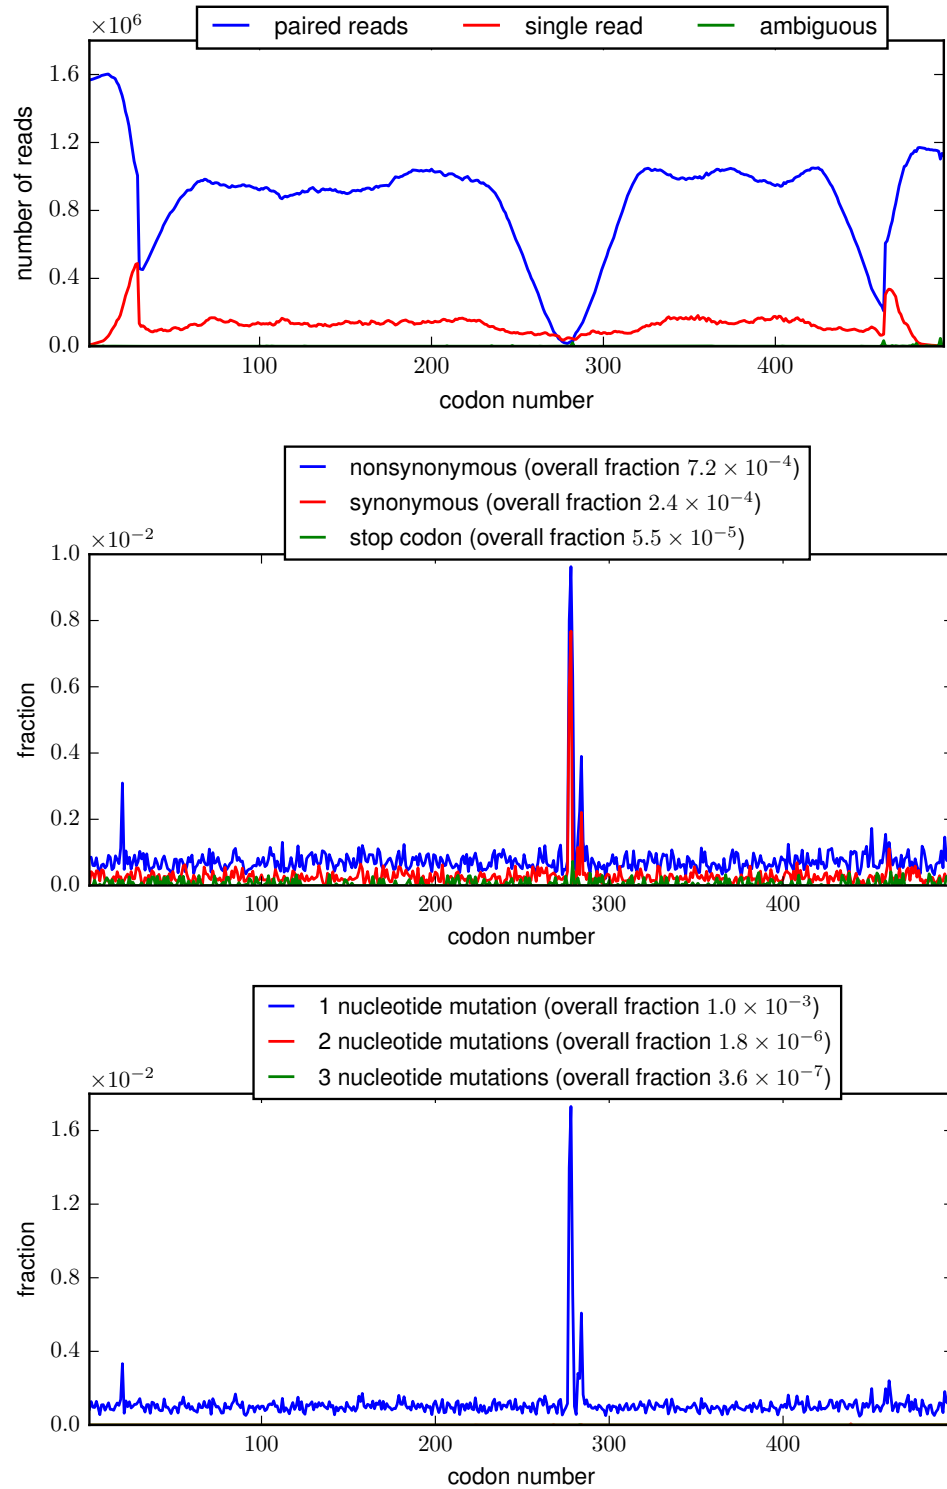 ×10⁶
paired reads single read ambiguous
1.6
1.2
0.8
0.4
0.0
number of reads
100 200 300 400
codon number
nonsynonymous (overall fraction 7.2 × 10⁻⁴)
synonymous (overall fraction 2.4 × 10⁻⁴)
stop codon (overall fraction 5.5 × 10⁻⁵)
×10⁻²
1.0
0.8
0.6
0.4
0.2
0.0
fraction
100 200 300 400
codon number
1 nucleotide mutation (overall fraction 1.0 × 10⁻³)
2 nucleotide mutations (overall fraction 1.8 × 10⁻⁶)
3 nucleotide mutations (overall fraction 3.6 × 10⁻⁷)
×10⁻²
1.6
1.2
0.8
0.4
0.0
fraction
100 200 300 400
codon number